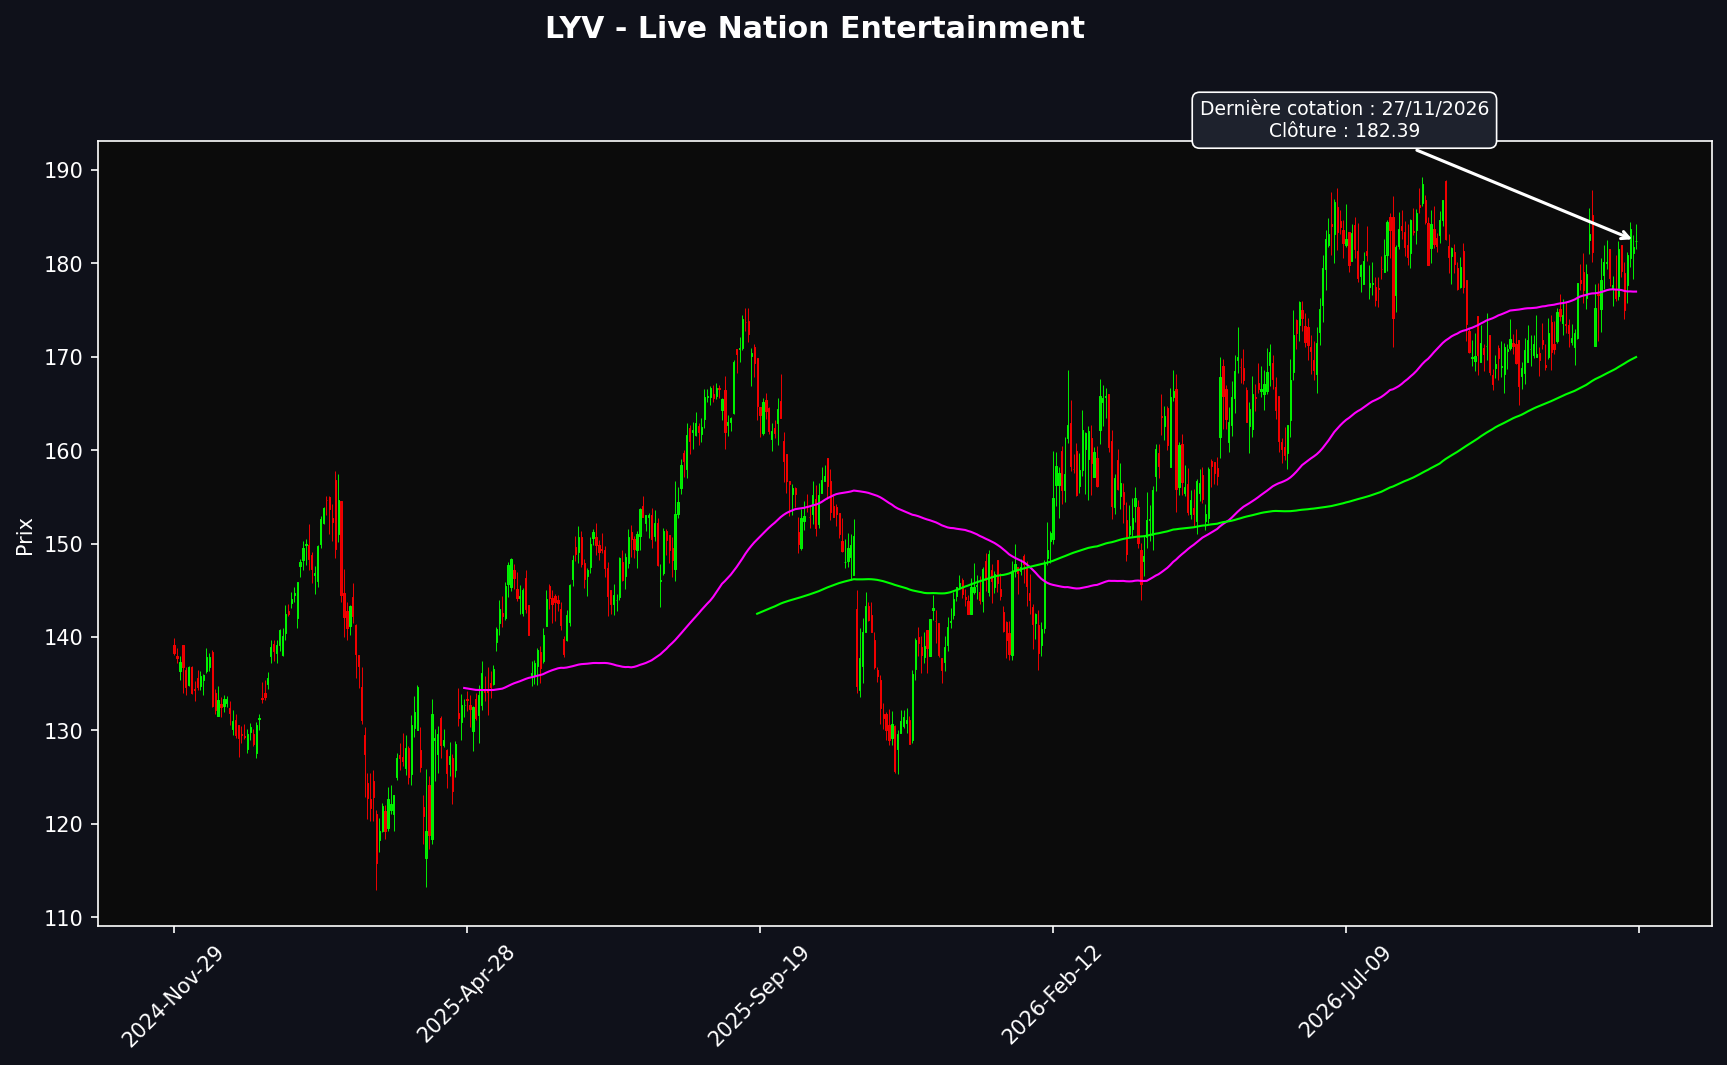 LYV - Live Nation Entertainment
Dernière cotation : 27/11/2026
Clôture : 182.39
Prix
190
180
170
160
150
140
130
120
110
2024-Nov-29
2025-Apr-28
2025-Sep-19
2026-Feb-12
2026-Jul-09